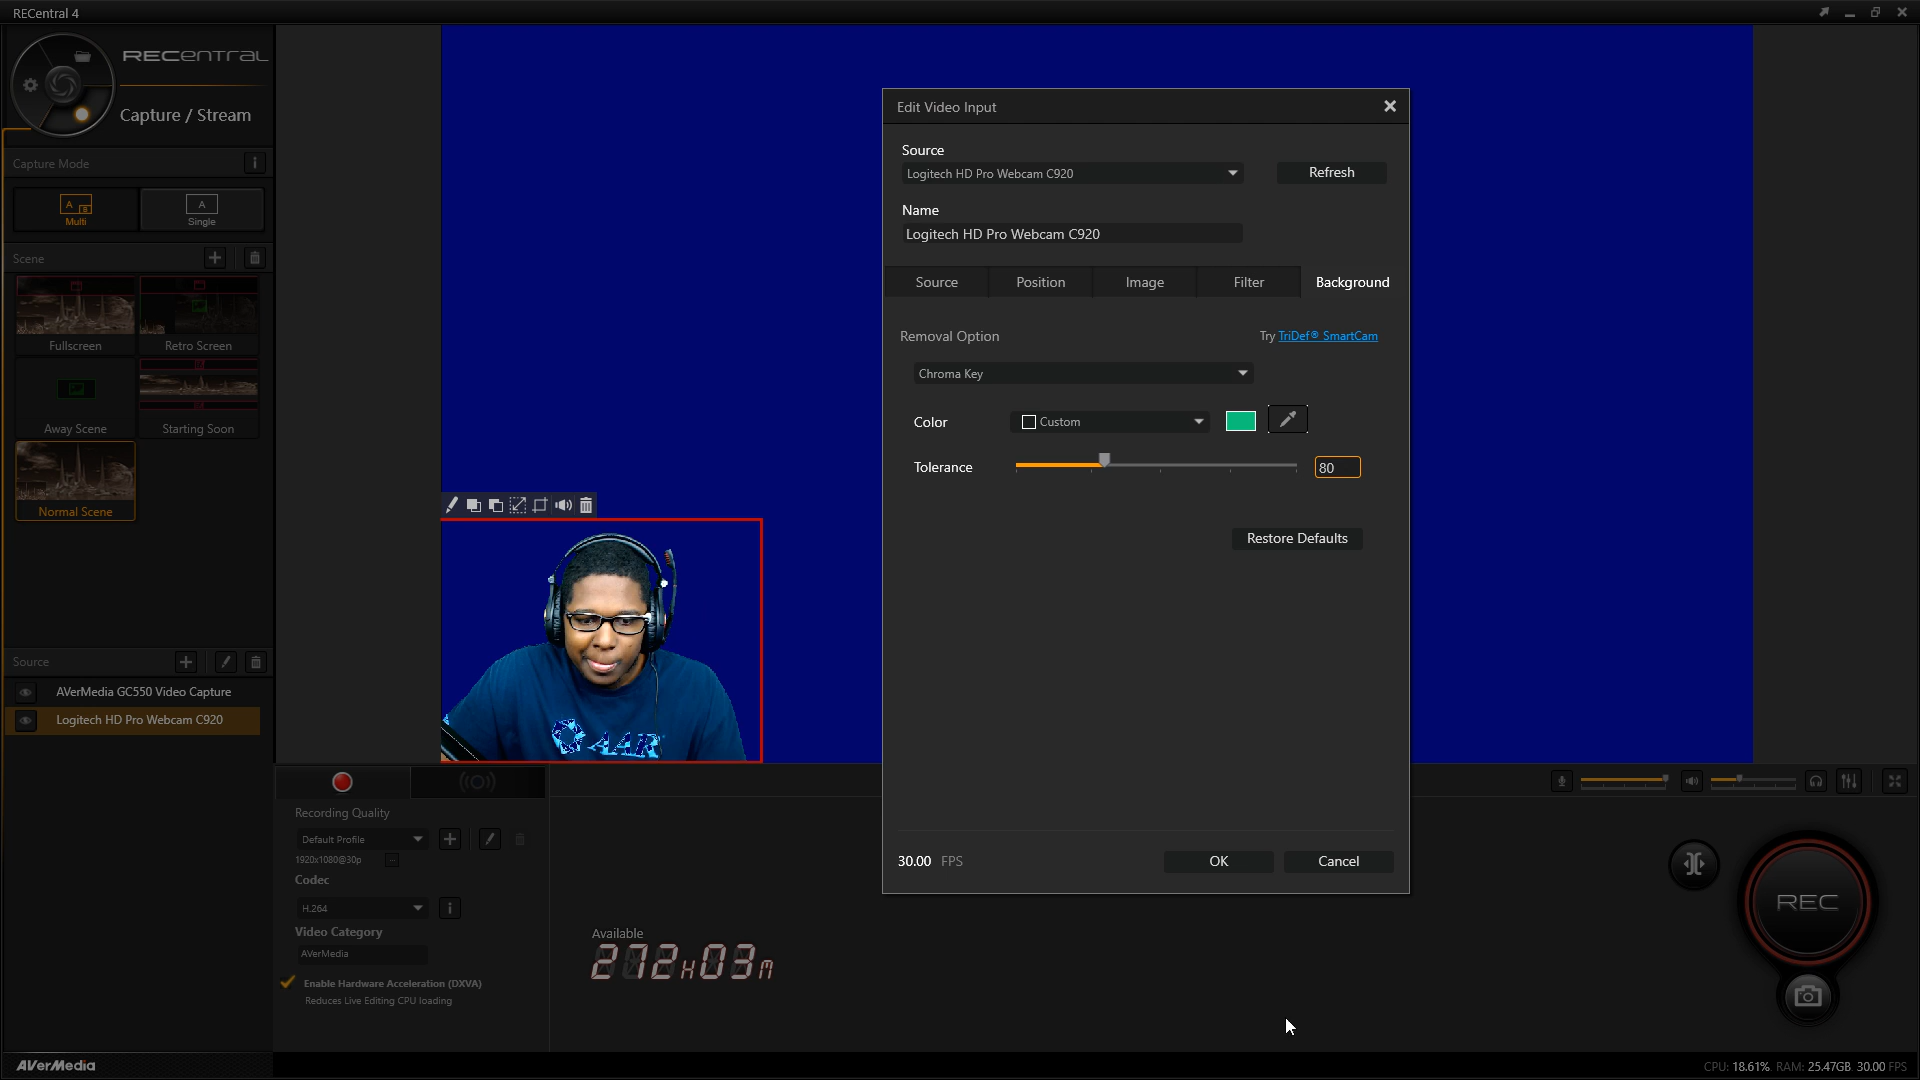 RECentral 4
RECENTRAL
Capture / Stream
Capture Mode
Multi
Single
Scene
Fullscreen
Retro Screen
Away Scene
Starting Soon
Normal Scene
Source
AVerMedia GC550 Video Capture
Logitech HD Pro Webcam C920
AVerMedia
Edit Video Input
Source
Logitech HD Pro Webcam C920
Refresh
Name
Logitech HD Pro Webcam C920
Source
Position
Image
Filter
Background
Removal Option
Try TriDef® SmartCam
Chroma Key
Color
Custom
Tolerance
80
Restore Defaults
30.00 FPS
OK
Cancel
AAR
Recording Quality
Default Profile
1920x1080@30p
Codec
H.264
Video Category
AVerMedia
Enable Hardware Acceleration (DXVA)
Reduces Live Editing CPU loading
Available
272H03M
REC
CPU: 18.61% RAM: 25.47GB 30.00 FPS